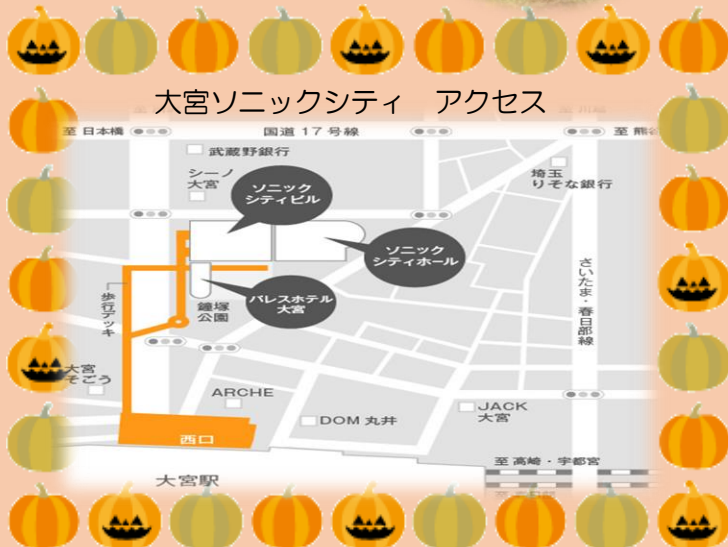 大宮ソニックシティ　アクセス
至 日本橋
国道 17 号線
至 熊
武蔵野銀行
シーノ
大宮
ソニック
シティビル
埼玉
りそな銀行
ソニック
シティホール
さいたま・春日部線
歩行デッキ
鐘塚
公園
パレスホテル
大宮
大宮
そごう
ARCHE
DOM 丸井
JACK
大宮
西口
至 高崎・宇都宮
大宮駅